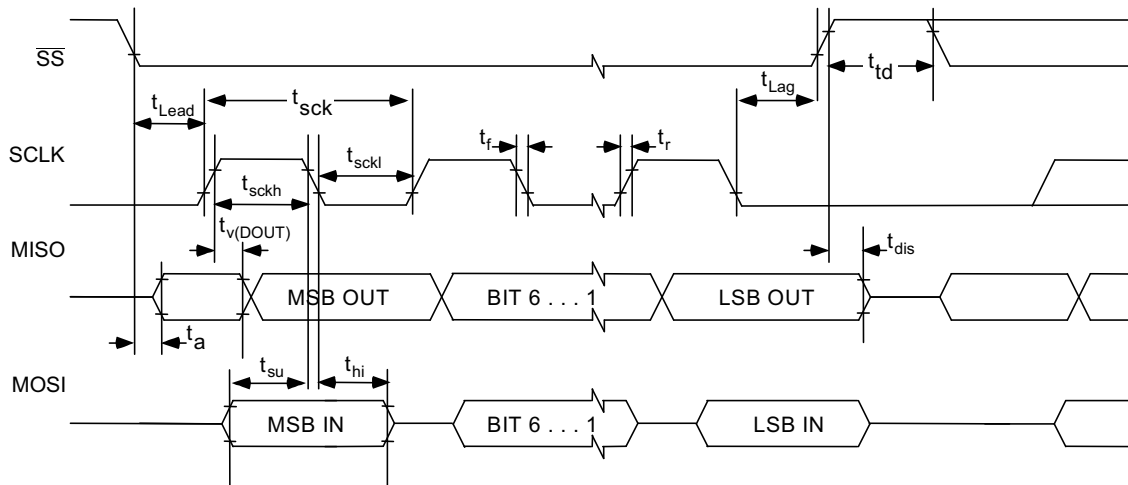 SS
t_td
t_Lag
t_Lead
t_sck
SCLK
t_f
t_r
t_sckl
t_sckh
t_v(DOUT)
MISO
t_dis
MSB OUT
BIT 6 . . . 1
LSB OUT
t_a
t_su
t_hi
MOSI
MSB IN
BIT 6 . . . 1
LSB IN